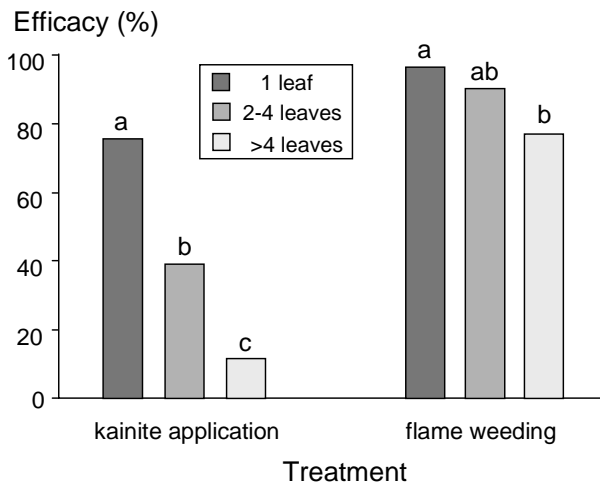 Efficacy (%)
100
80
60
40
20
0
1 leaf
2-4 leaves
>4 leaves
a
b
c
a
ab
b
kainite application
flame weeding
Treatment